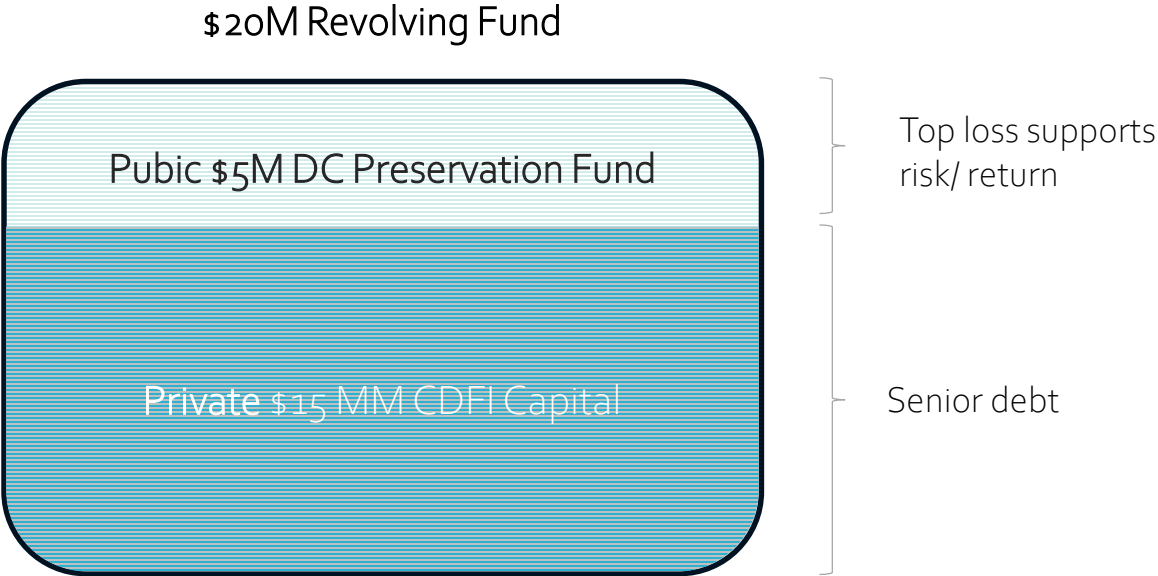 $20M Revolving Fund
Pubic $5M DC Preservation Fund
Top loss supports
risk/ return
Private $15 MM CDFI Capital
Senior debt